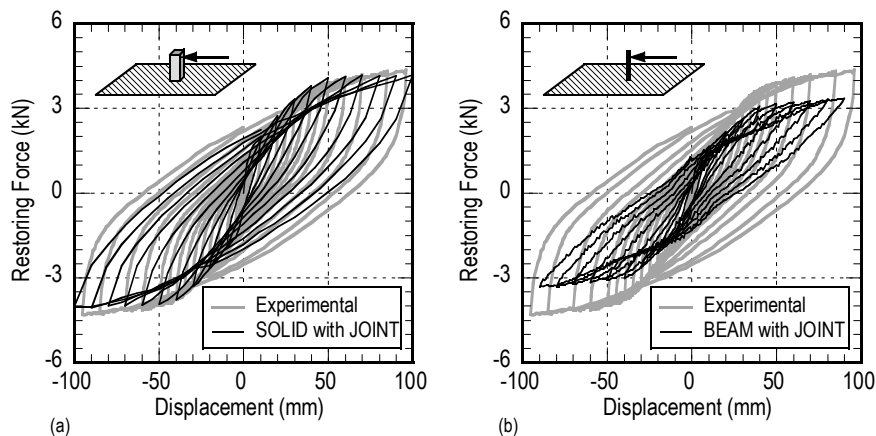 6
3
0
-3
-6
Restoring Force (kN)
Experimental
SOLID with JOINT
-100
-50
0
50
100
Displacement (mm)
(a)
6
3
0
-3
-6
Restoring Force (kN)
Experimental
BEAM with JOINT
-100
-50
0
50
100
Displacement (mm)
(b)